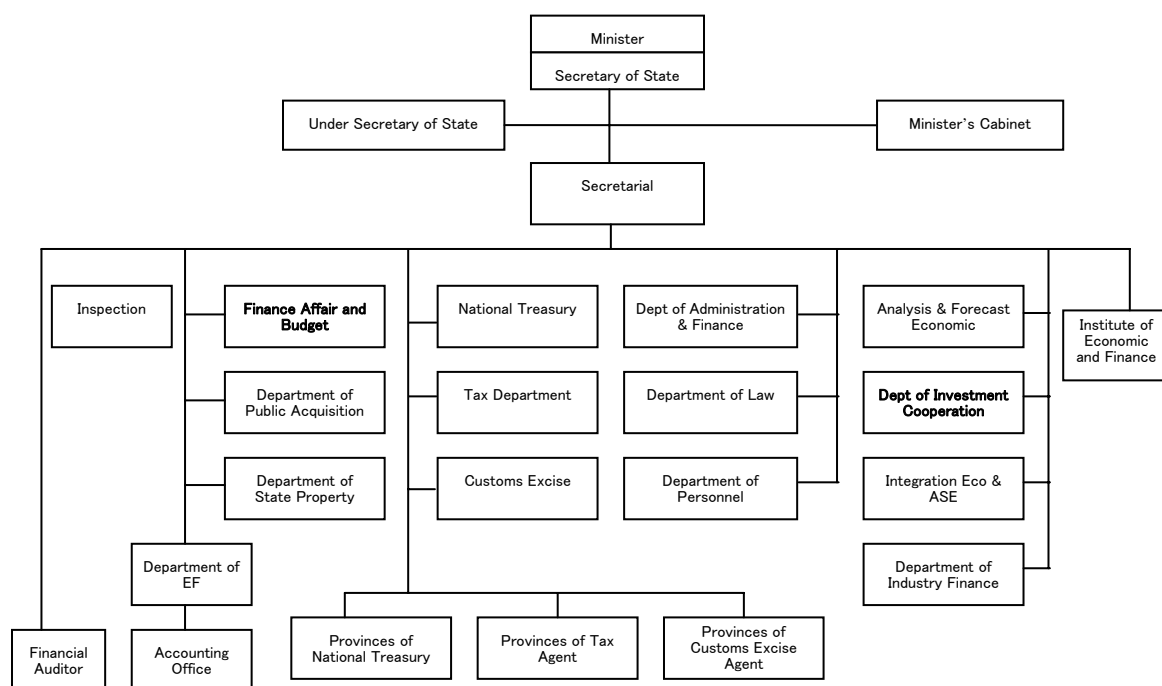 Minister
Secretary of State
Under Secretary of State
Minister's Cabinet
Secretarial
Inspection
Finance Affair and
Budget
National Treasury
Dept of Administration
& Finance
Analysis & Forecast
Economic
Institute of
Economic
and Finance
Department of
Public Acquisition
Tax Department
Department of Law
Dept of Investment
Cooperation
Department of
State Property
Customs Excise
Department of
Personnel
Integration Eco &
ASE
Department of
EF
Department of
Industry Finance
Financial
Auditor
Accounting
Office
Provinces of
National Treasury
Provinces of Tax
Agent
Provinces of
Customs Excise
Agent